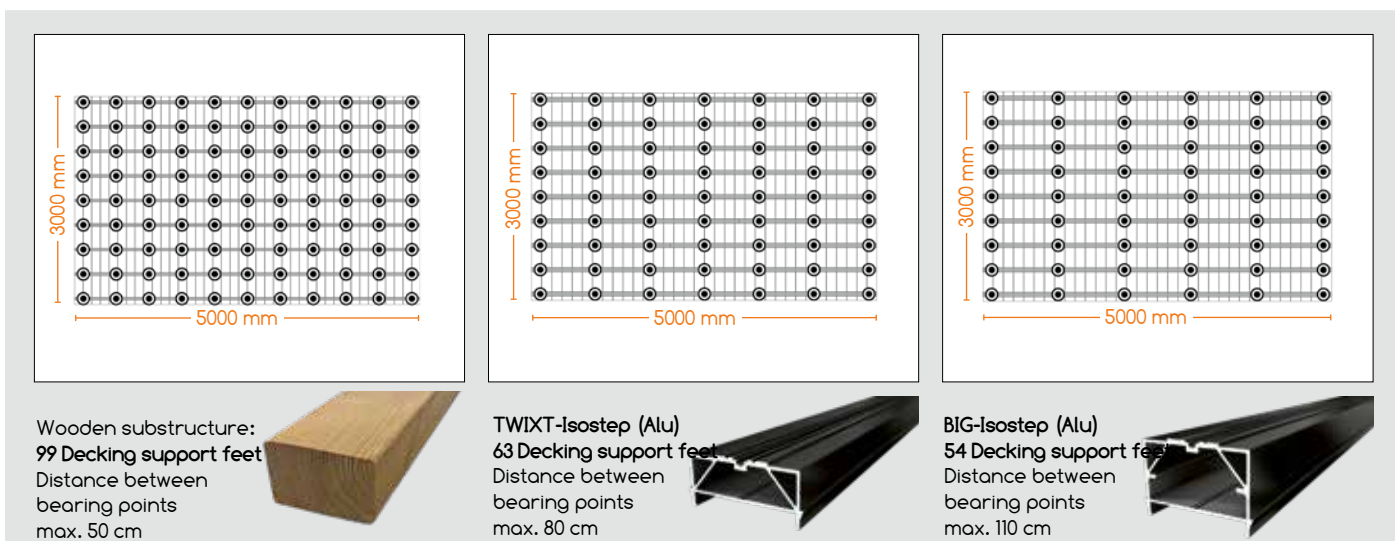 3000 mm
5000 mm
3000 mm
5000 mm
3000 mm
5000 mm
Wooden substructure:
99 Decking support feet
Distance between
bearing points
max. 50 cm
TWIXT-Isostep (Alu)
63 Decking support feet
Distance between
bearing points
max. 80 cm
BIG-Isostep (Alu)
54 Decking support feet
Distance between
bearing points
max. 110 cm